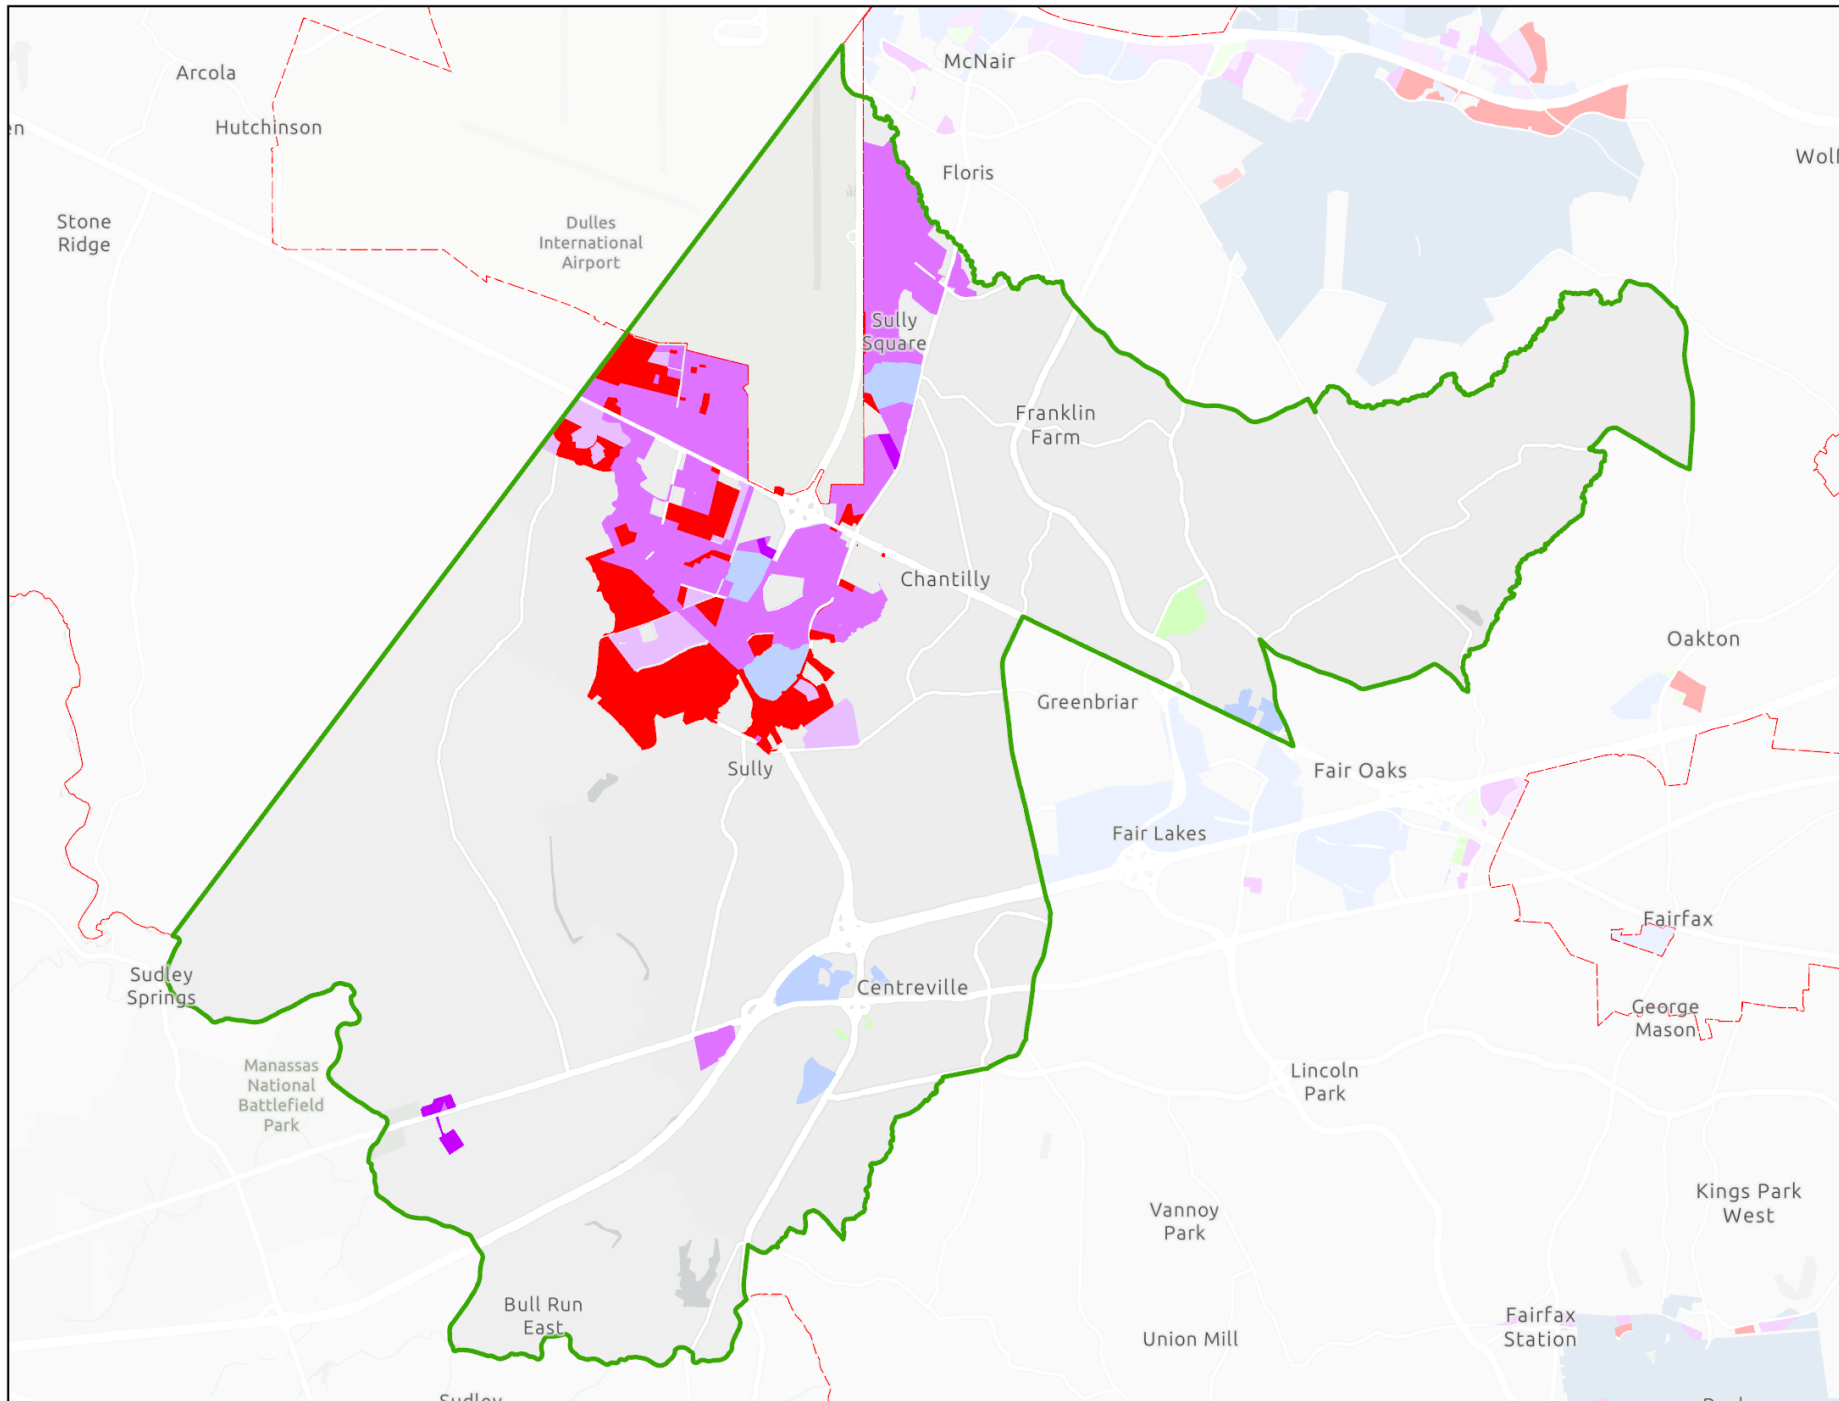 McNair
Arcola
Hutchinson
Floris
Stone
Ridge
Dulles
International
Airport
Sully
Square
Franklin
Farm
Chantilly
Oakton
Greenbriar
Sully
Fair Oaks
Fair Lakes
Fairfax
Sudley
Springs
Centreville
George
Mason
Manassas
National
Battlefield
Park
Lincoln
Park
Kings Park
West
Vannoy
Park
Bull Run
East
Fairfax
Station
Union Mill